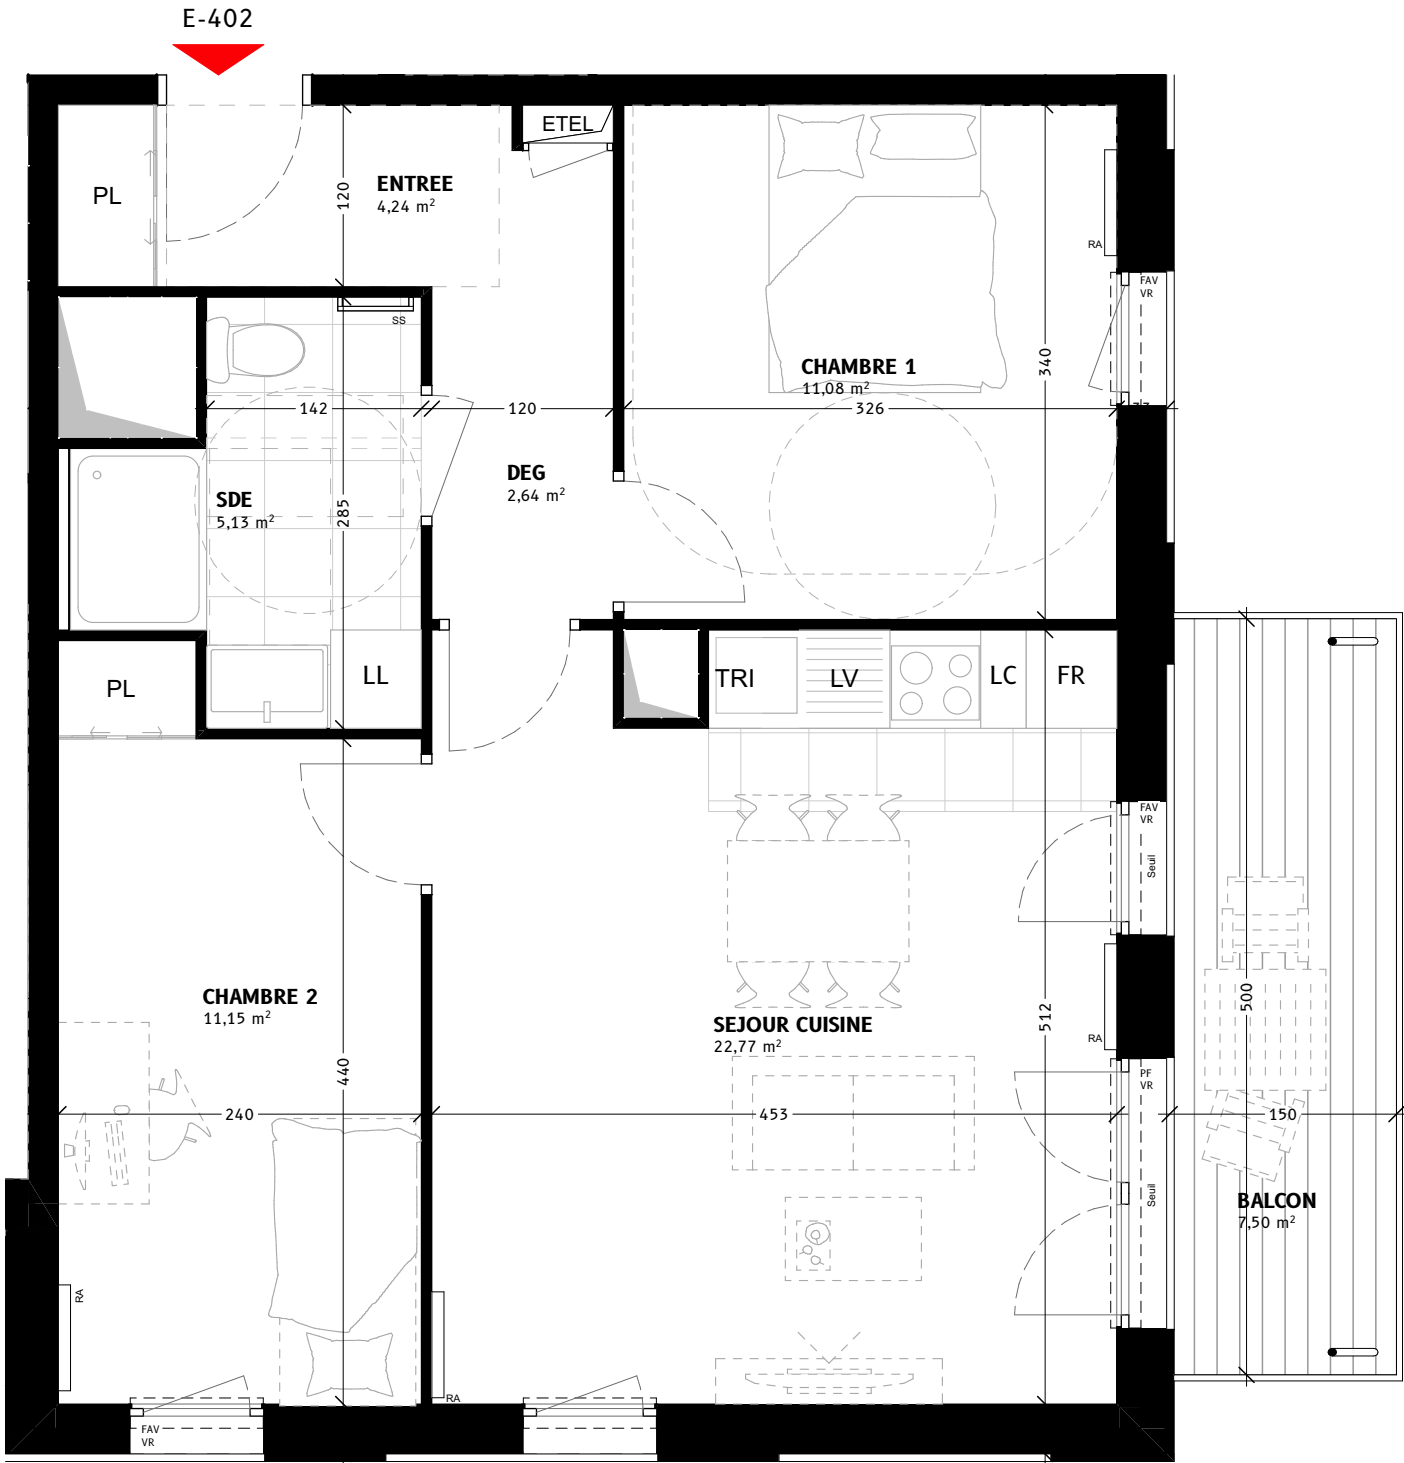 E-402
ETEL
PL
ENTREE
4,24 m²
120
RA
FAV
VR
SS
CHAMBRE 1
11,08 m²
340
142
120
326
DEG
2,64 m²
SDE
5,13 m²
285
PL
LL
TRI
LV
LC
FR
FAV
VR
Seuil
CHAMBRE 2
11,15 m²
500
SEJOUR CUISINE
22,77 m²
512
RA
440
PF
VR
240
453
150
Seuil
BALCON
7,50 m²
RA
RA
FAV
VR